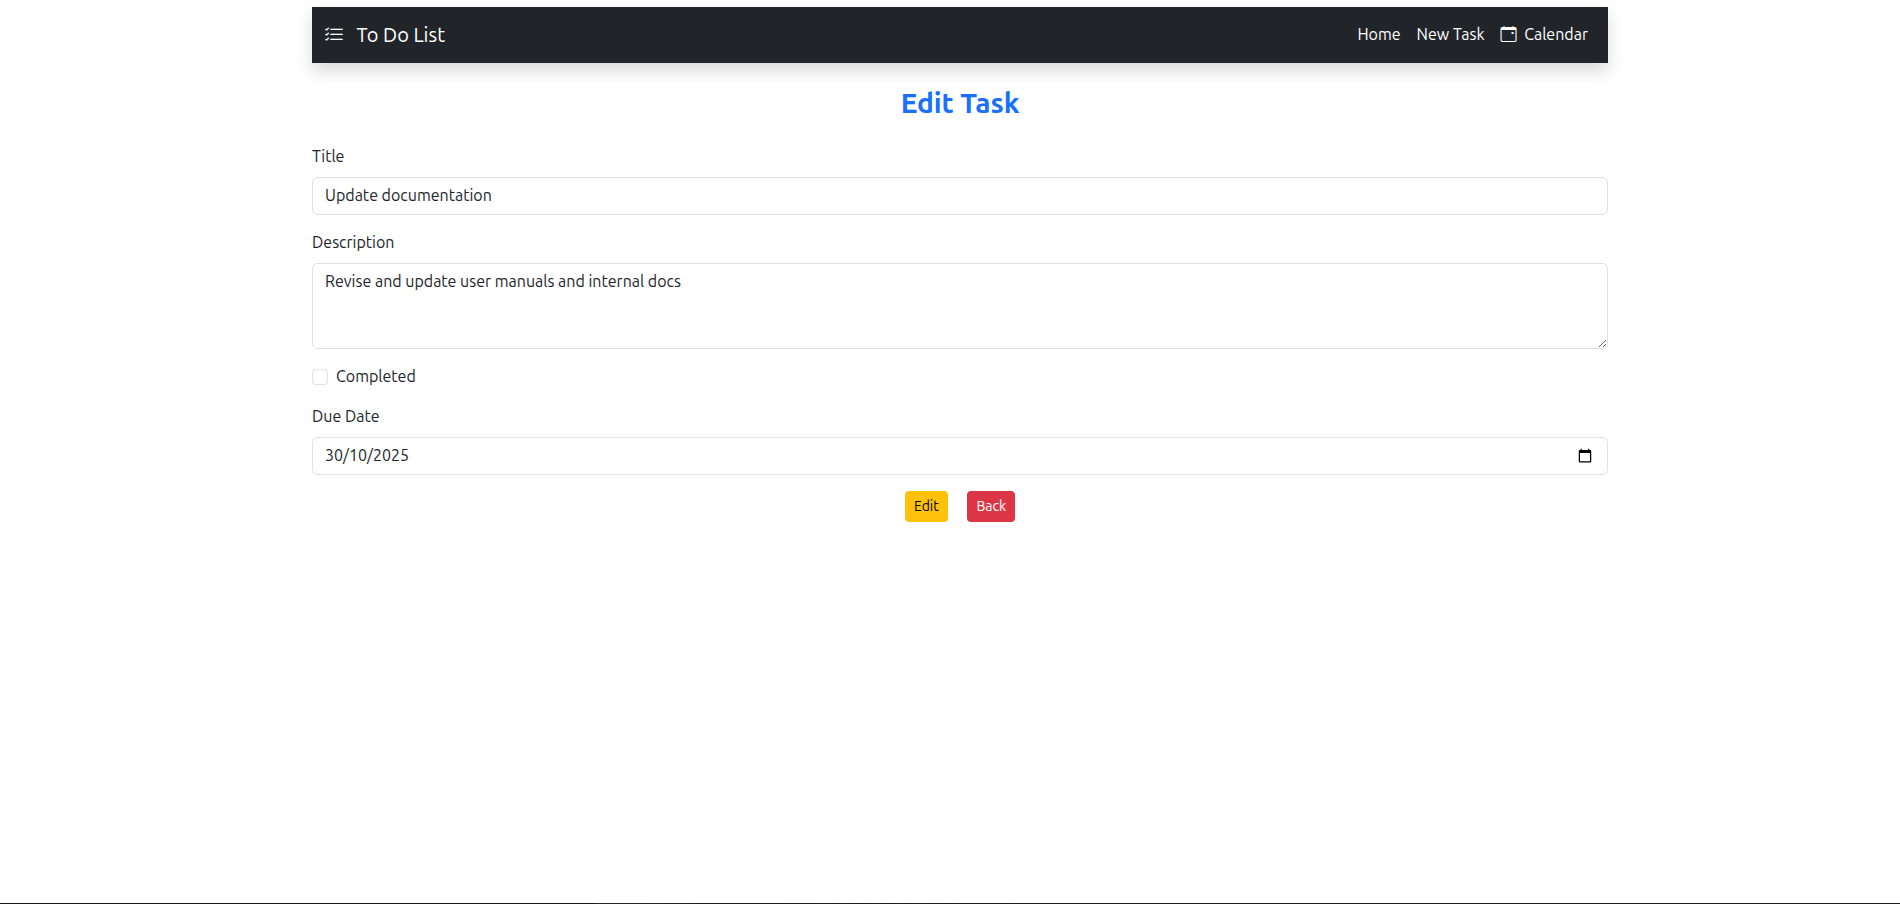 To Do List
Home New Task Calendar
Edit Task
Title
Update documentation
Description
Revise and update user manuals and internal docs
Completed
Due Date
30/10/2025
Edit Back